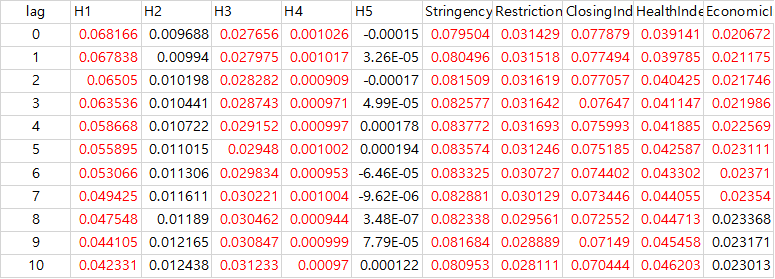 lag H1 H2 H3 H4 H5 Stringency Restriction ClosingInd HealthInde EconomicI
0 0.068166 0.009688 0.027656 0.001026 -0.00015 0.079504 0.031429 0.077879 0.039141 0.020672
1 0.067838 0.00994 0.027975 0.001017 3.26E-05 0.080496 0.031518 0.077494 0.039785 0.021175
2 0.06505 0.010198 0.028282 0.000909 -0.00017 0.081509 0.031619 0.077057 0.040425 0.021746
3 0.063536 0.010441 0.028743 0.000971 4.99E-05 0.082577 0.031642 0.07647 0.041147 0.021986
4 0.058668 0.010722 0.029152 0.000997 0.000178 0.083772 0.031693 0.075993 0.041885 0.022569
5 0.055895 0.011015 0.02948 0.001002 0.000194 0.083574 0.031246 0.075185 0.042587 0.023111
6 0.053066 0.011306 0.029834 0.000953 -6.46E-05 0.083325 0.030727 0.074402 0.043302 0.02371
7 0.049425 0.011611 0.030221 0.001004 -9.62E-06 0.082881 0.030129 0.073446 0.044055 0.02354
8 0.047548 0.01189 0.030462 0.000944 3.48E-07 0.082338 0.029561 0.072552 0.044713 0.023368
9 0.044105 0.012165 0.030847 0.000999 7.79E-05 0.081684 0.028889 0.07149 0.045458 0.023171
10 0.042331 0.012438 0.031233 0.00097 0.000122 0.080953 0.028111 0.070444 0.046203 0.023013